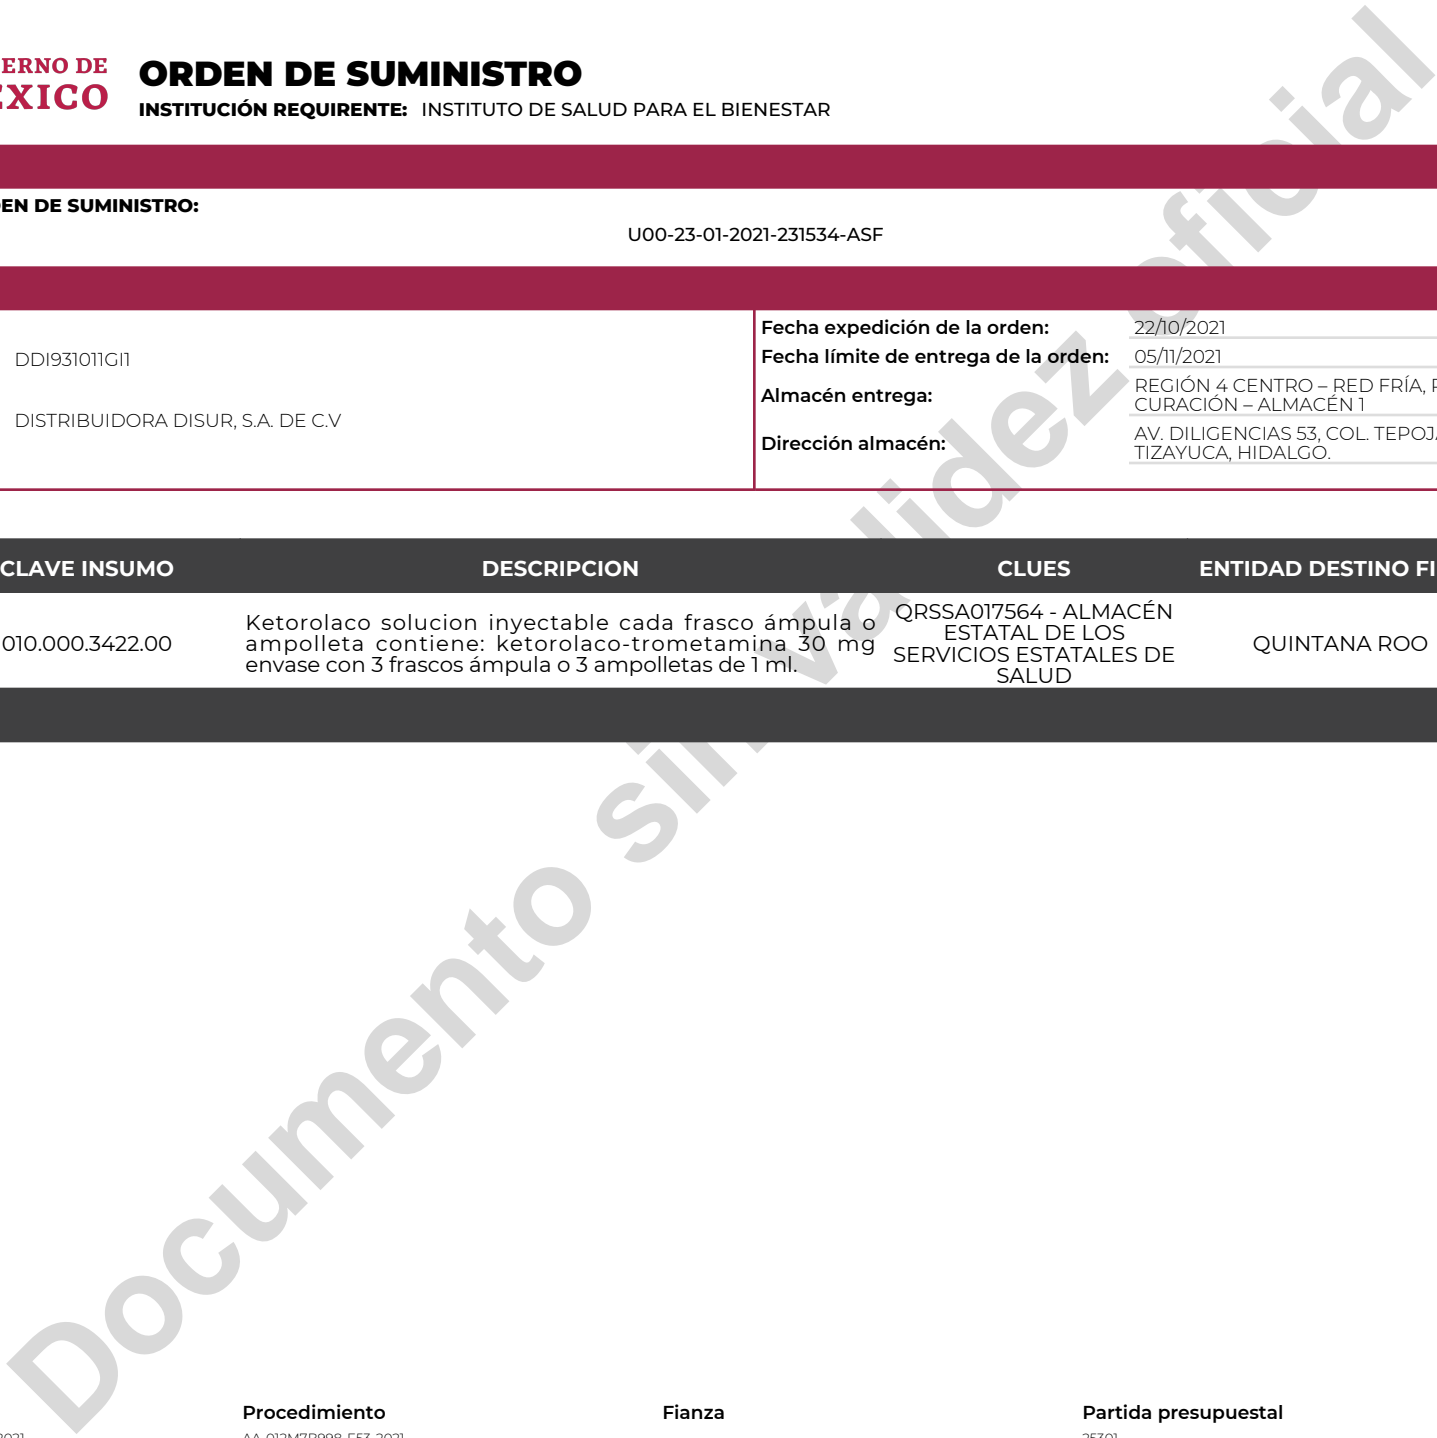 ERNO DE
EXICO
ORDEN DE SUMINISTRO
INSTITUCIÓN REQUIRENTE: INSTITUTO DE SALUD PARA EL BIENESTAR
EN DE SUMINISTRO:
U00-23-01-2021-231534-ASF
DDI931011GI1
DISTRIBUIDORA DISUR, S.A. DE C.V
Fecha expedición de la orden: 22/10/2021
Fecha límite de entrega de la orden: 05/11/2021
Almacén entrega: REGIÓN 4 CENTRO – RED FRÍA,
CURACIÓN – ALMACÉN 1
Dirección almacén: AV. DILIGENCIAS 53, COL. TEPOJ
TIZAYUCA, HIDALGO.
CLAVE INSUMO DESCRIPCION CLUES ENTIDAD DESTINO FI
010.000.3422.00
Ketorolaco solucion inyectable cada frasco ámpula o
ampolleta contiene: ketorolaco-trometamina 30 mg
envase con 3 frascos ámpula o 3 ampolletas de 1 ml.
QRSSA017564 - ALMACÉN
ESTATAL DE LOS
SERVICIOS ESTATALES DE
SALUD
QUINTANA ROO
Documento sin validez oficial
Procedimiento Fianza Partida presupuestal